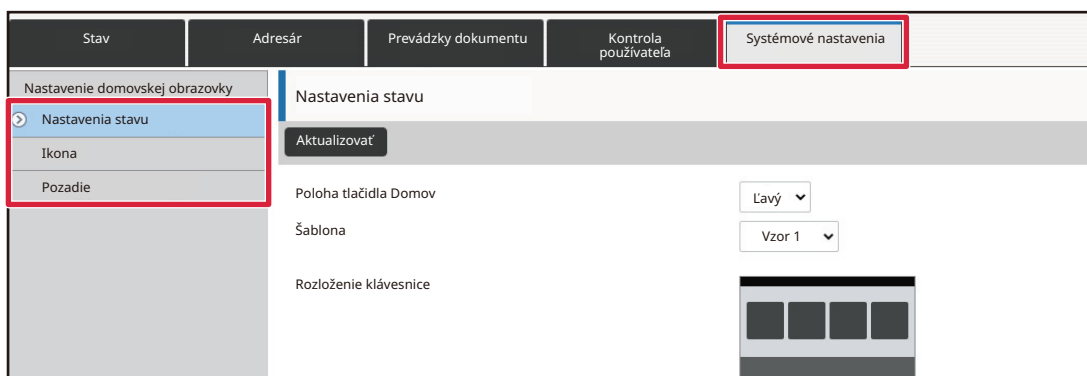 Stav
Adresár
Prevádzky dokumentu
Kontrola
používateľa
Systémové nastavenia
Nastavenie domovskej obrazovky
Nastavenia stavu
Ikona
Pozadie
Nastavenia stavu
Aktualizovať
Poloha tlačidla Domov
Ľavý
Šablona
Vzor 1
Rozloženie klávesnice